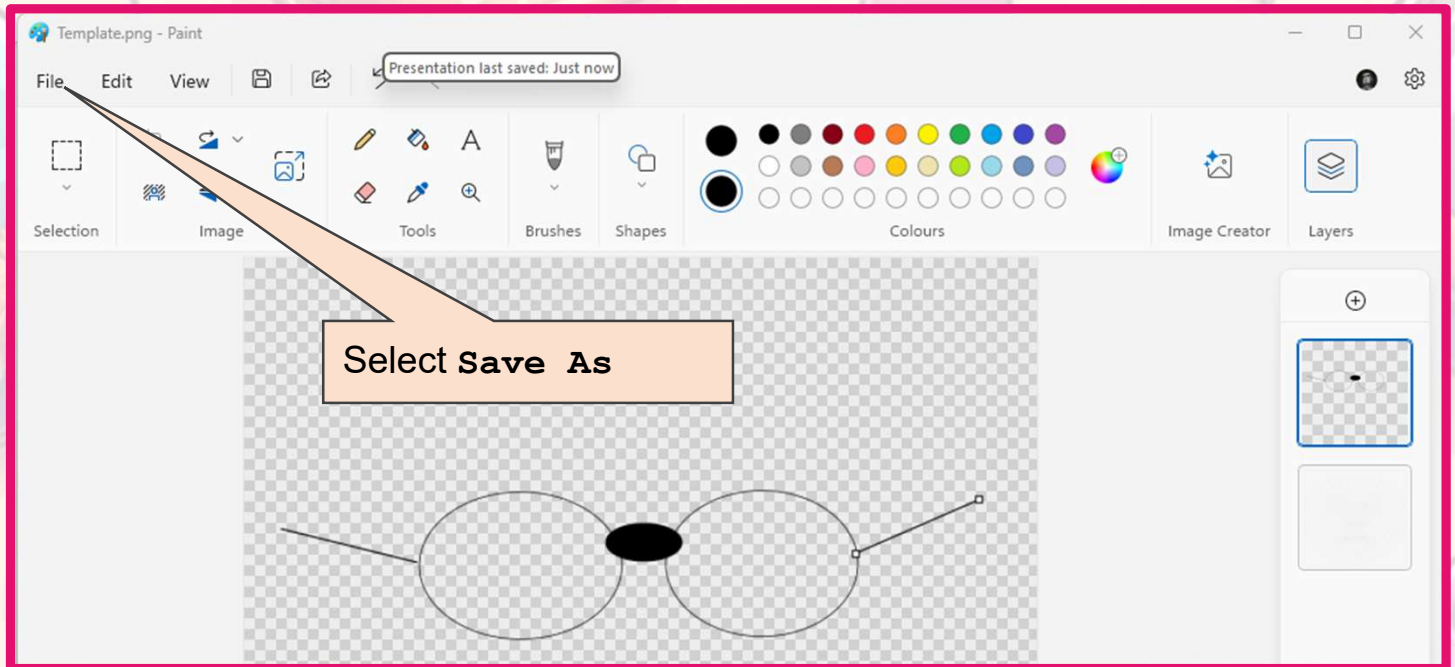 Template.png - Paint
File Edit View
Presentation last saved: Just now
A
Selection Image Tools Brushes Shapes Colours Image Creator Layers
Select Save As